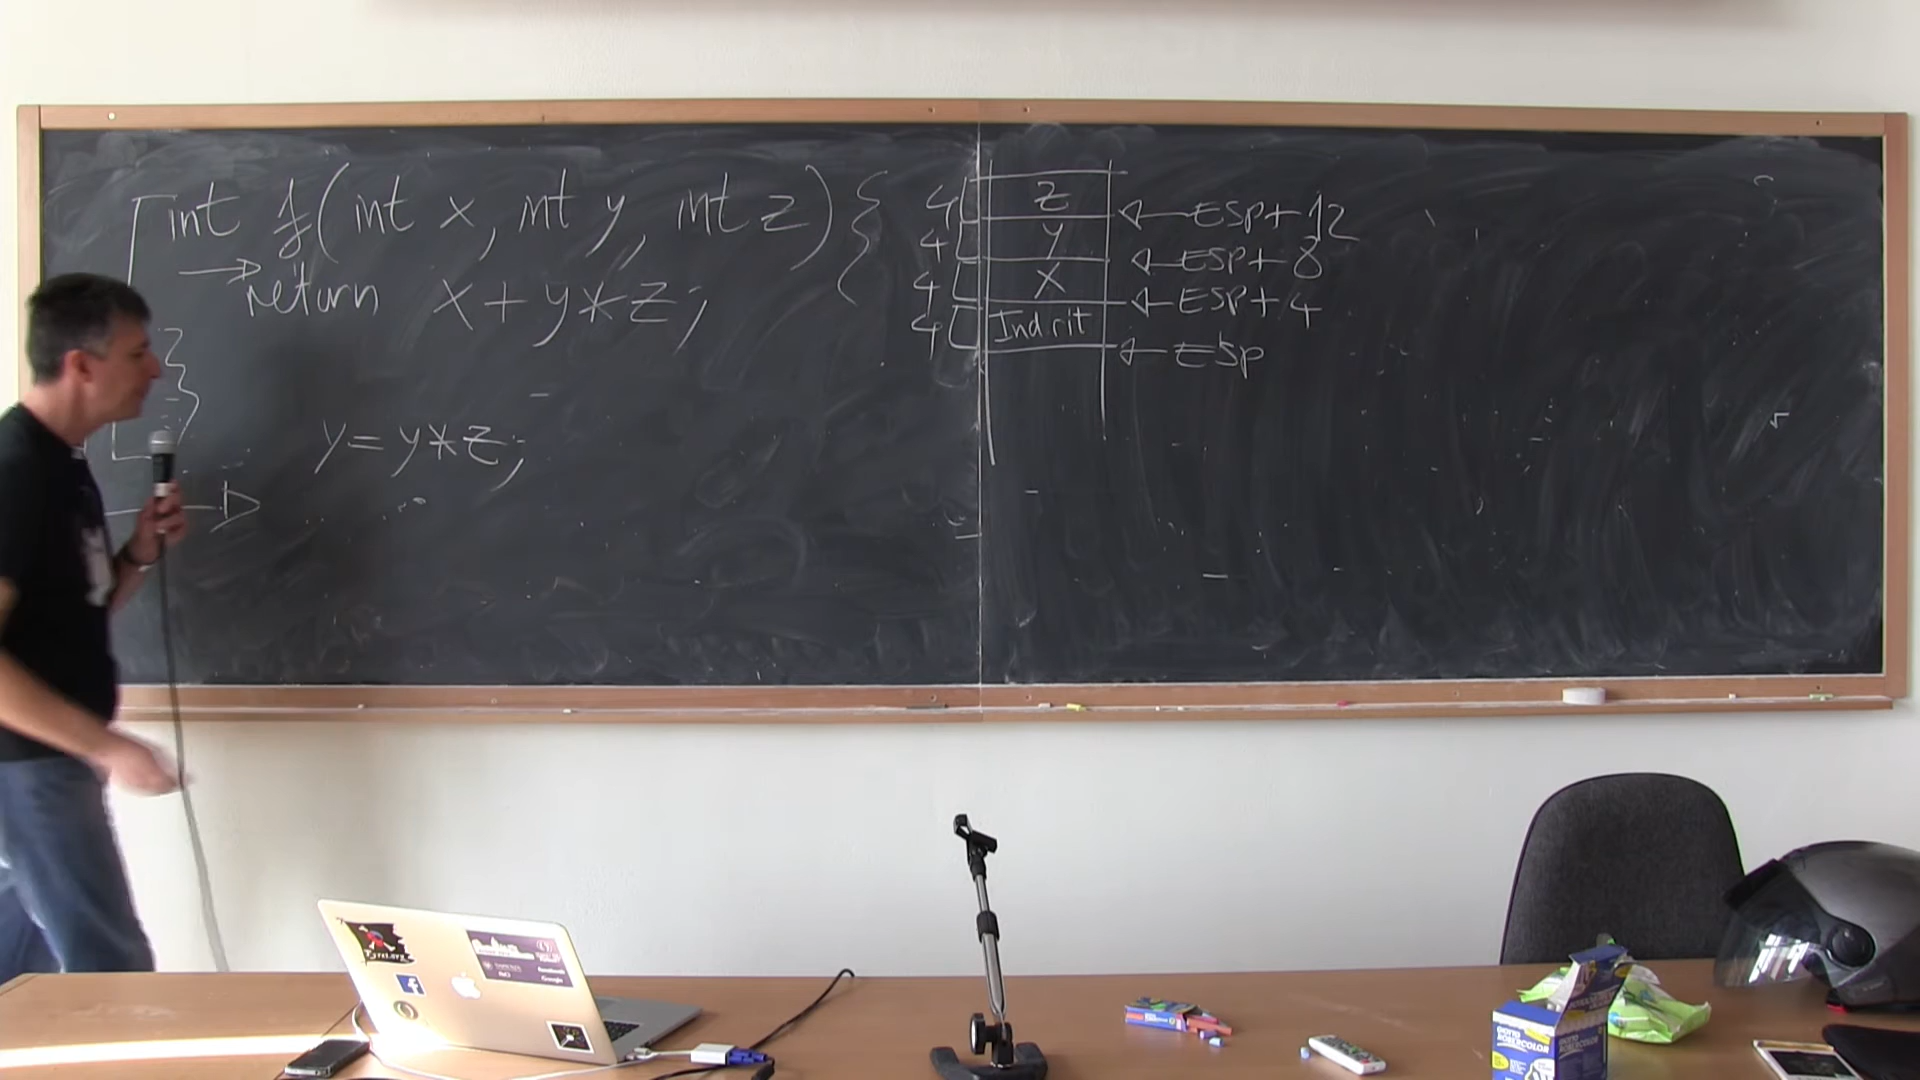 int f(int x, int y, int z) {
return x + y * z;
}
y = y * z;
4 z ESP + 12
4 y ESP + 8
4 x ESP + 4
4 Ind rit ESP